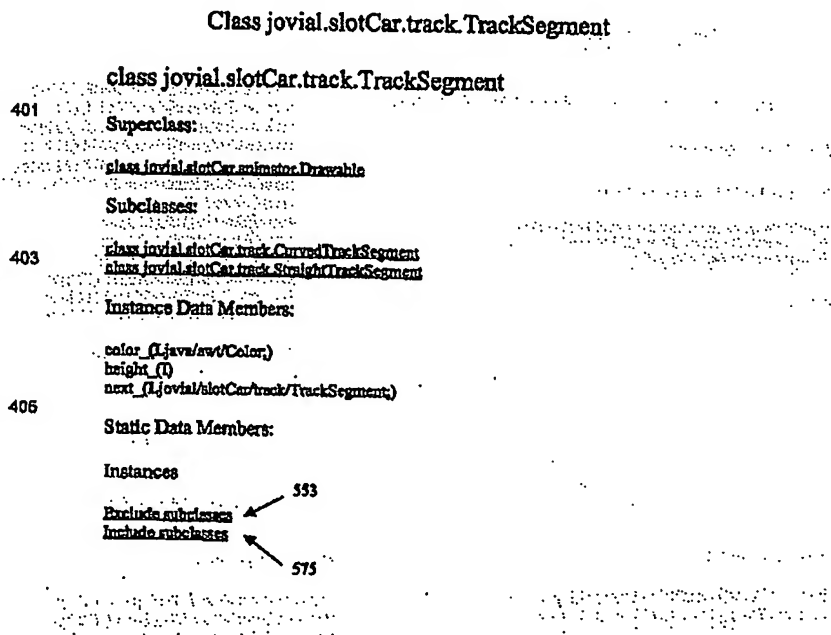 Class jovial.slotCar.track.TrackSegment
class jovial.slotCar.track.TrackSegment
401
Superclass:
class jovial.slotCar.animator.Drawable
Subclasses:
403
class jovial.slotCar.track.CurvedTrackSegment
class jovial.slotCar.track.StraightTrackSegment
Instance Data Members:
color_(Ljava/awt/Color;)
height_(I)
next_(Ljovial/slotCar/track/TrackSegment;)
405
Static Data Members:
Instances
553
Exclude subclasses
Include subclasses
575